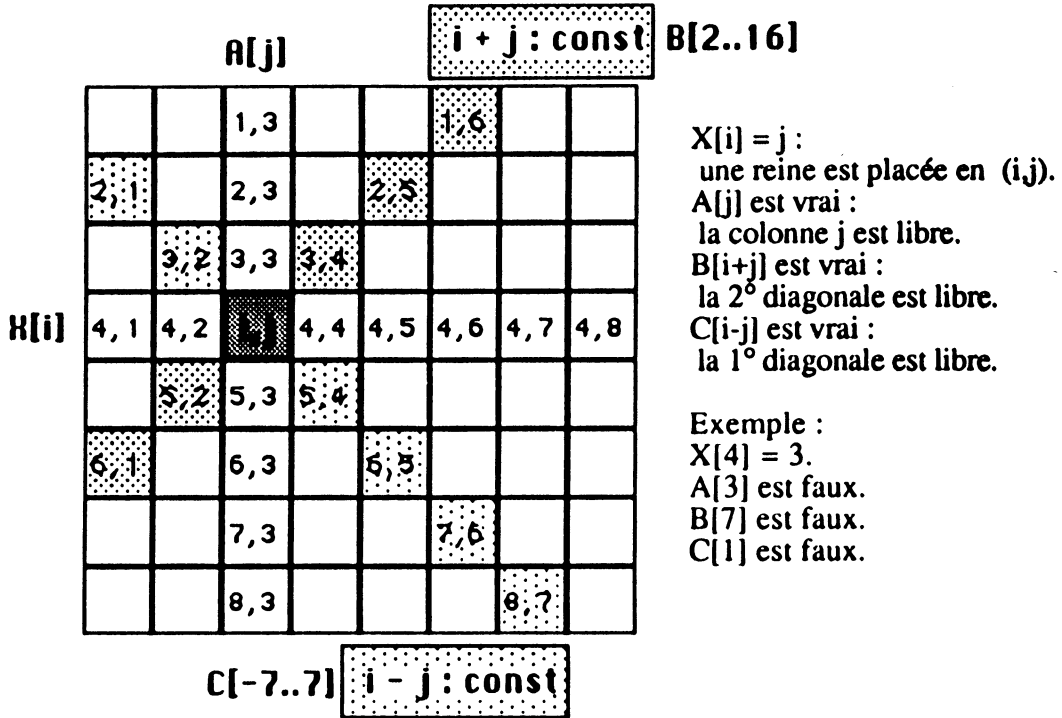 i + j : const B[2..16]
A[j]
1,3 1,6
2,1 2,3 2,5
3,2 3,3 3,4
X[i] 4,1 4,2 i,j 4,4 4,5 4,6 4,7 4,8
5,2 5,3 5,4
6,1 6,3 6,5
7,3 7,6
8,3 8,7
C[-7..7] i - j : const
X[i] = j :
une reine est placée en (i,j).
A[j] est vrai :
la colonne j est libre.
B[i+j] est vrai :
la 2° diagonale est libre.
C[i-j] est vrai :
la 1° diagonale est libre.
Exemple :
X[4] = 3.
A[3] est faux.
B[7] est faux.
C[1] est faux.